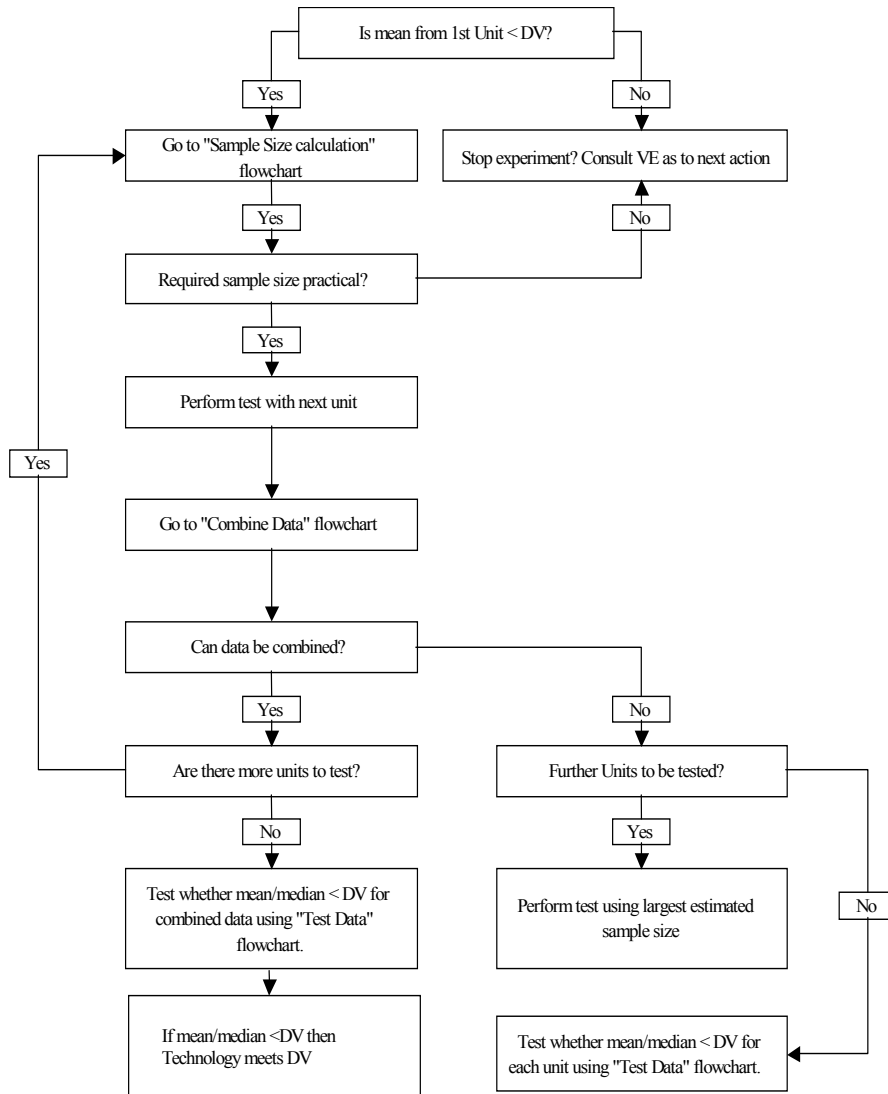 Is mean from 1st Unit < DV?
Yes
No
Go to "Sample Size calculation"
flowchart
Stop experiment? Consult VE as to next action
Yes
No
Required sample size practical?
Yes
Perform test with next unit
Yes
Go to "Combine Data" flowchart
Can data be combined?
Yes
No
Are there more units to test?
Further Units to be tested?
No
Yes
Test whether mean/median < DV for
combined data using "Test Data"
flowchart.
Perform test using largest estimated
sample size
No
If mean/median <DV then
Technology meets DV
Test whether mean/median < DV for
each unit using "Test Data" flowchart.